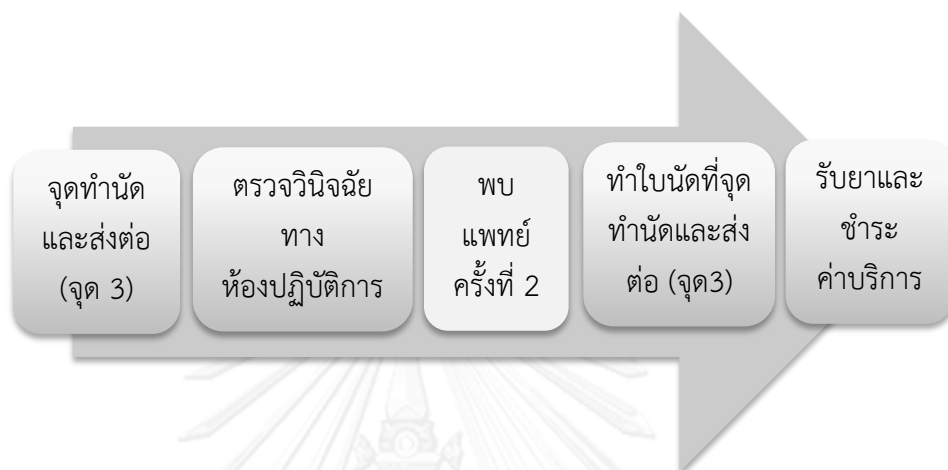 จุดทำนัด
และส่งต่อ
(จุด 3)
ตรวจวินิจฉัย
ทาง
ห้องปฏิบัติการ
พบ
แพทย์
ครั้งที่ 2
ทำใบนัดที่จุด
ทำนัดและส่ง
ต่อ (จุด3)
รับยาและ
ชำระ
ค่าบริการ